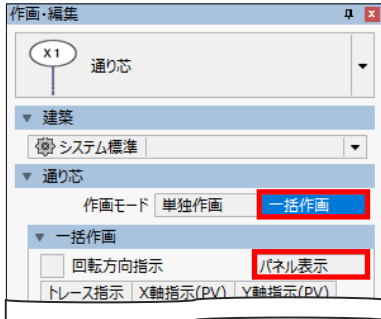 作画・編集
X1
通り芯
建築
システム標準
通り芯
作画モード 単独作画 一括作画
一括作画
回転方向指示 パネル表示
トレース指示 X軸指示(PV) Y軸指示(PV)